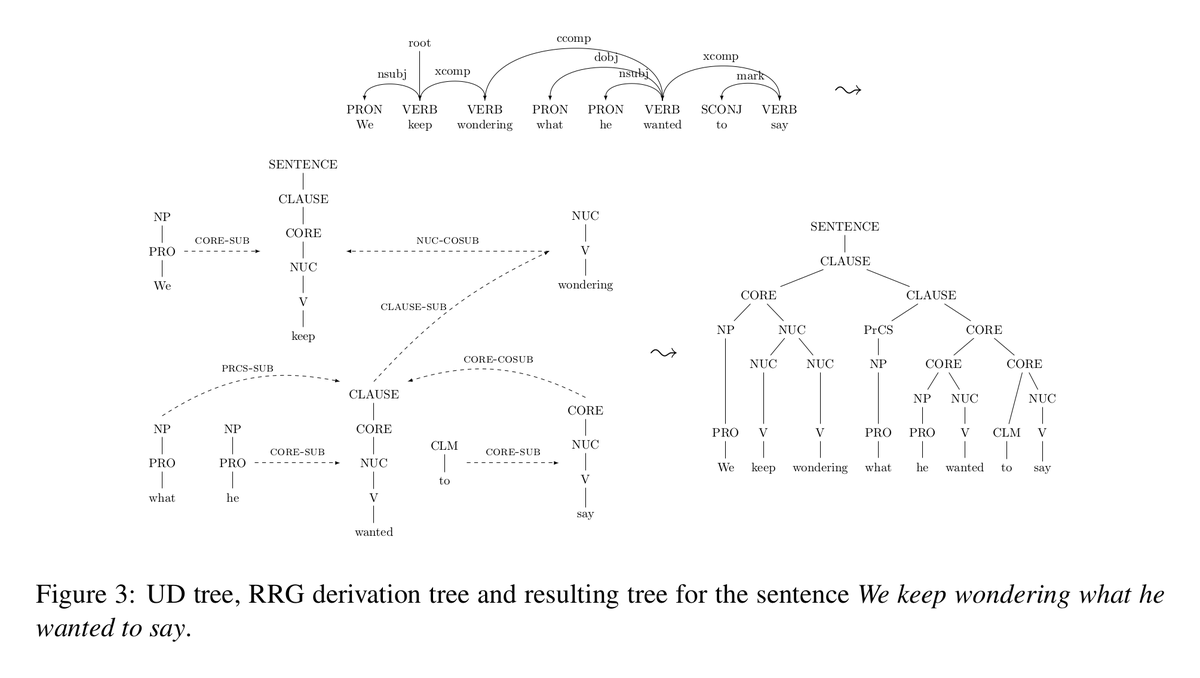 root
ccomp
dobj
xcomp
nsubj xcomp nsubj mark
PRON VERB VERB PRON PRON VERB SCONJ VERB
We keep wondering what he wanted to say
SENTENCE
CLAUSE
NP CORE NUC
CORE-SUB NUC-COSUB
PRO V
NUC
We wondering
V CLAUSE-SUB
keep
PRCS-SUB CORE-COSUB
CLAUSE
CORE
NP NP CORE
CLM NUC
CORE-SUB CORE-SUB
PRO PRO NUC
to V
what he V
say
wanted
SENTENCE
CLAUSE
CORE CLAUSE
NP NUC PrCS CORE
NUC NUC NP CORE CORE
NP NUC NUC
PRO V V PRO PRO V CLM V
We keep wondering what he wanted to say
Figure 3: UD tree, RRG derivation tree and resulting tree for the sentence We keep wondering what he
wanted to say.